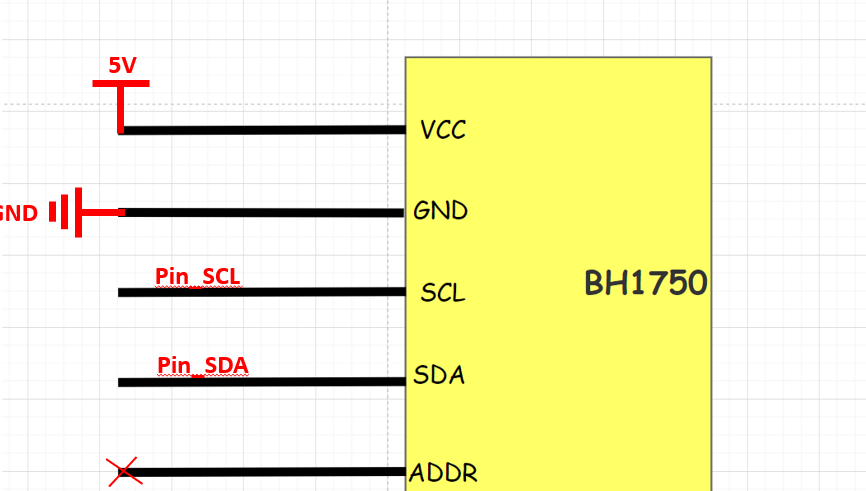 5V
VCC
GND
GND
Pin_SCL
SCL
BH1750
Pin_SDA
SDA
ADDR